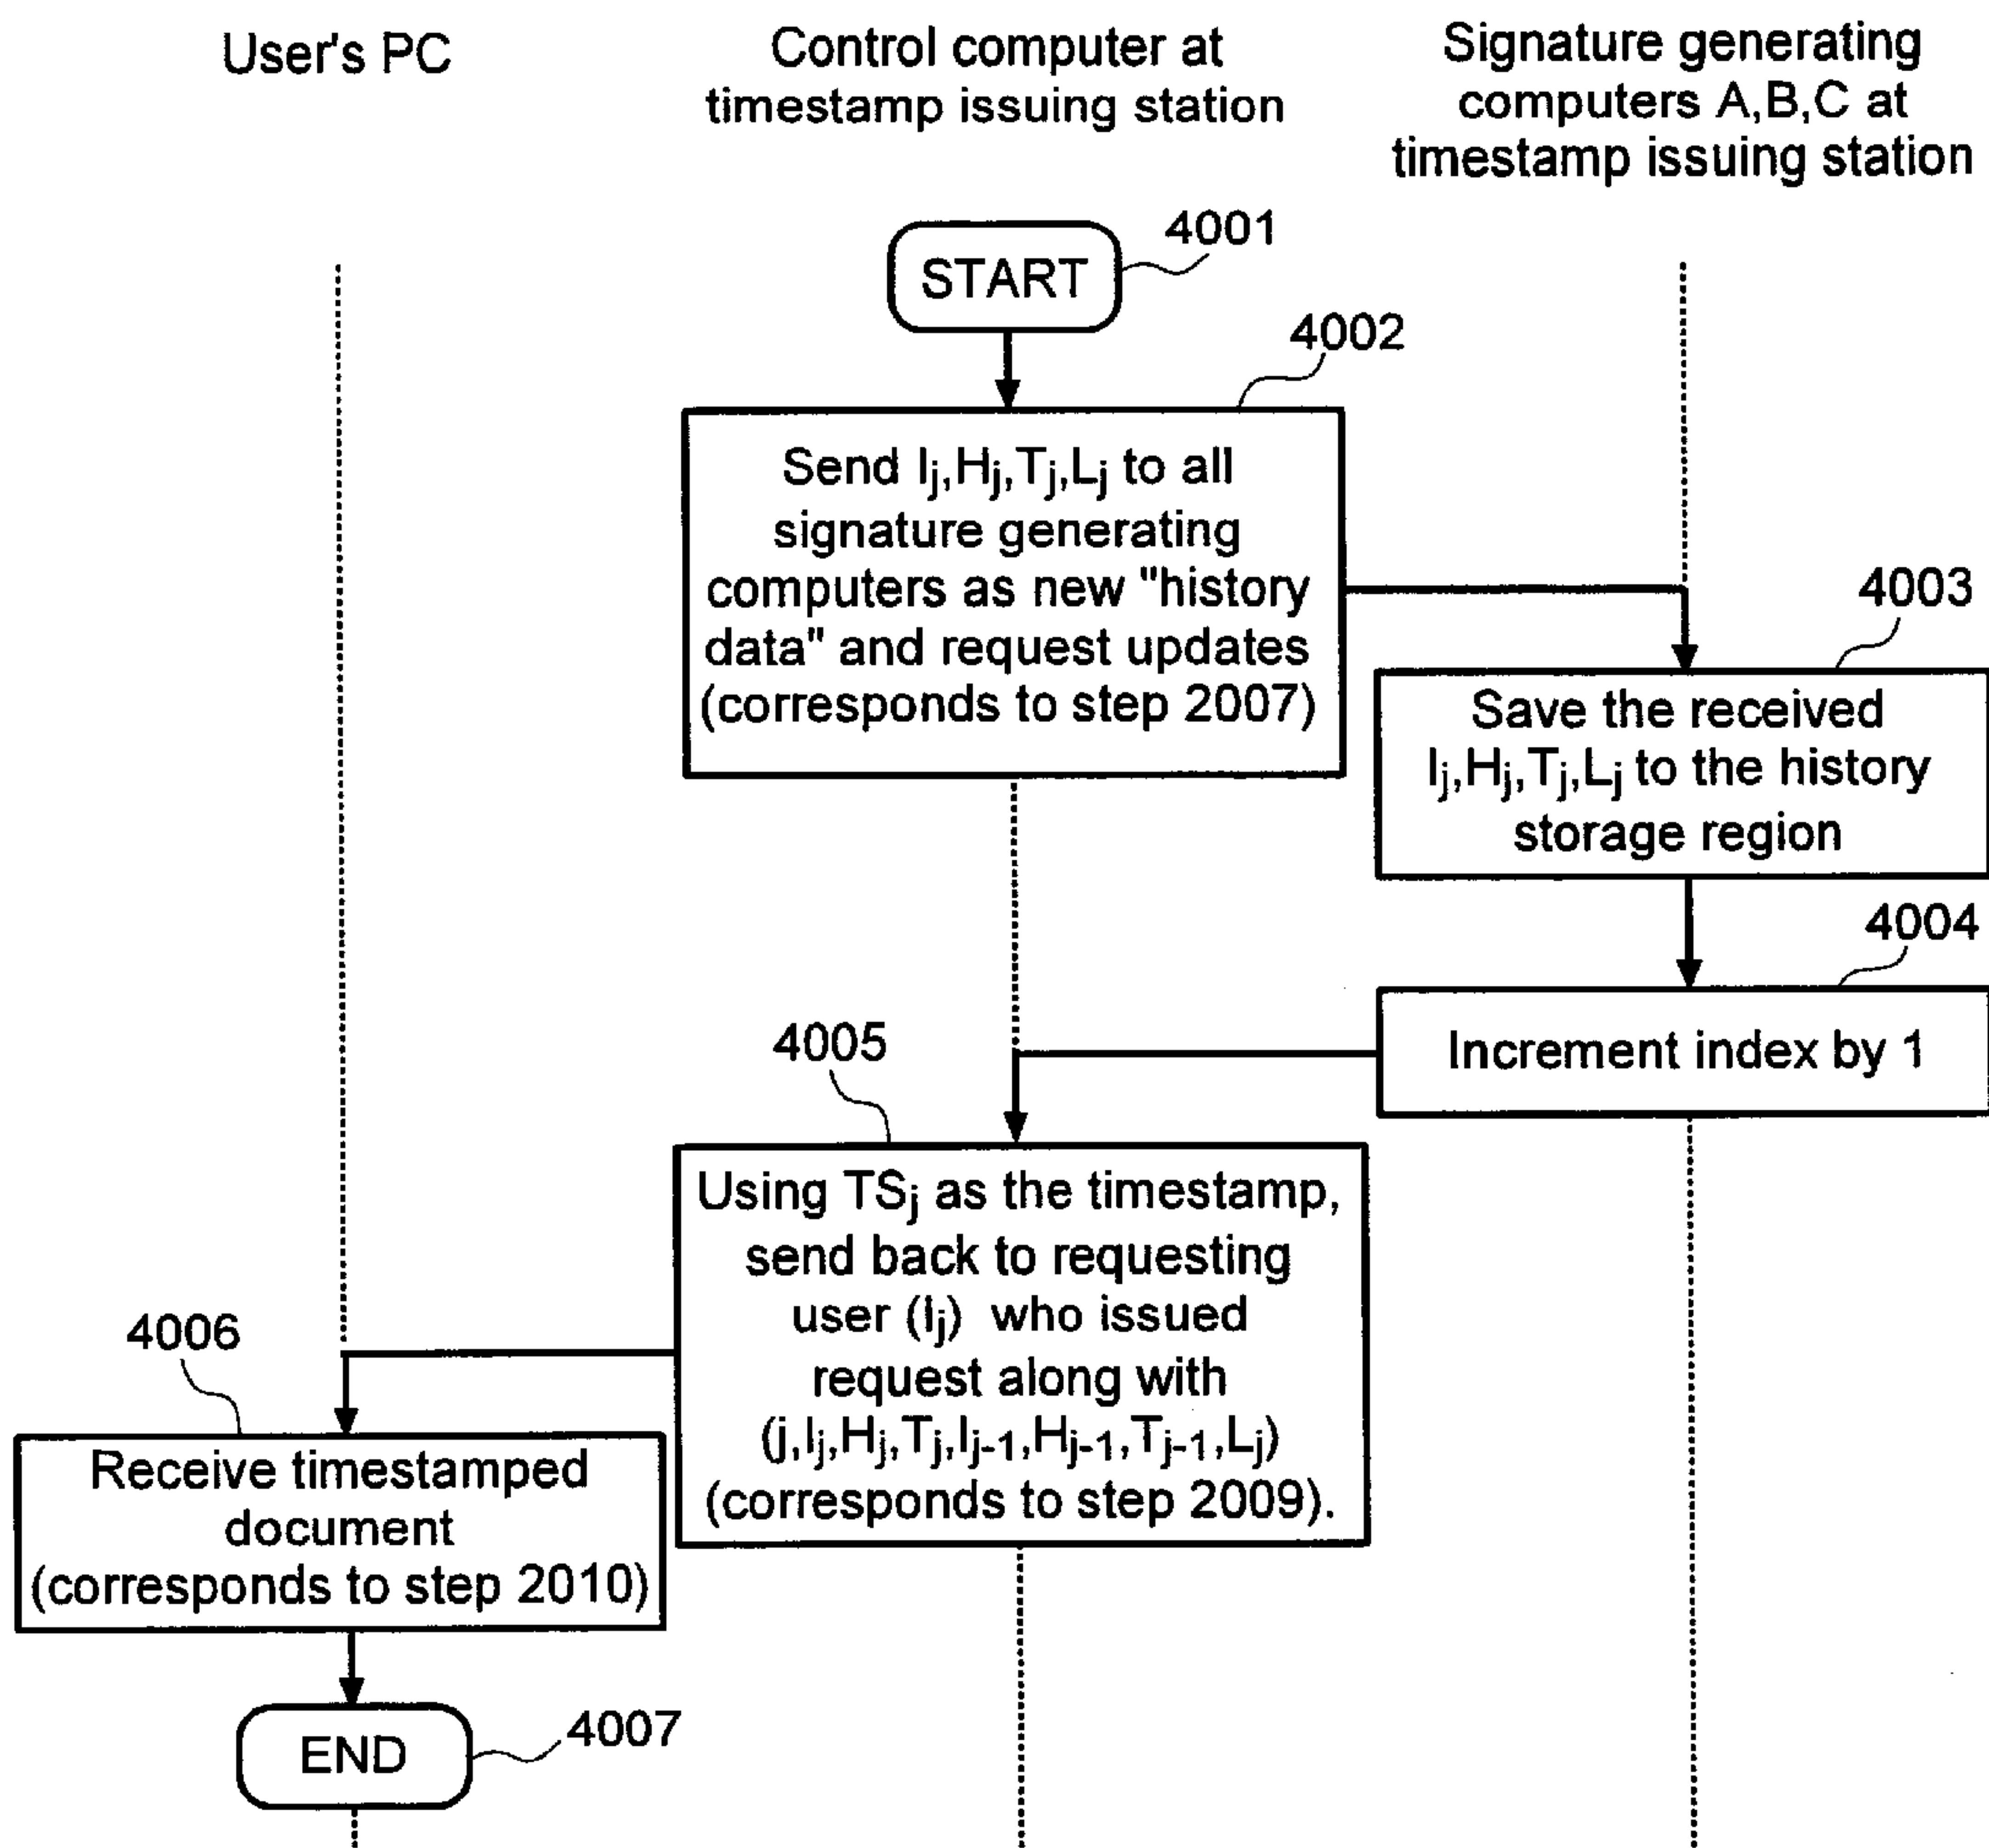 User's PC
Control computer at
timestamp issuing station
Signature generating
computers A,B,C at
timestamp issuing station
START
4001
4002
Send Ij,Hj,Tj,Lj to all
signature generating
computers as new "history
data" and request updates
(corresponds to step 2007)
4003
Save the received
Ij,Hj,Tj,Lj to the history
storage region
4004
Increment index by 1
4005
Using TSj as the timestamp,
send back to requesting
user (Ij) who issued
request along with
(j,Ij,Hj,Tj,Ij-1,Hj-1,Tj-1,Lj)
(corresponds to step 2009).
4006
Receive timestamped
document
(corresponds to step 2010)
END
4007